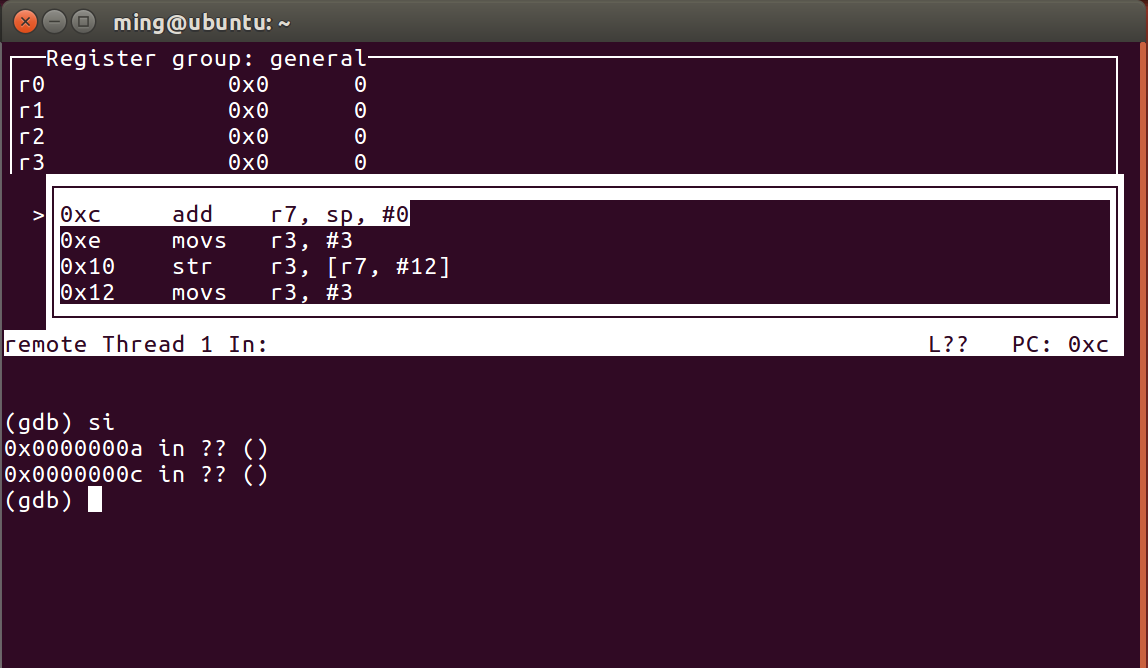 ming@ubuntu: ~
Register group: general
r0 0x0 0
r1 0x0 0
r2 0x0 0
r3 0x0 0
> 0xc add r7, sp, #0
0xe movs r3, #3
0x10 str r3, [r7, #12]
0x12 movs r3, #3
remote Thread 1 In: L?? PC: 0xc
(gdb) si
0x0000000a in ?? ()
0x0000000c in ?? ()
(gdb)